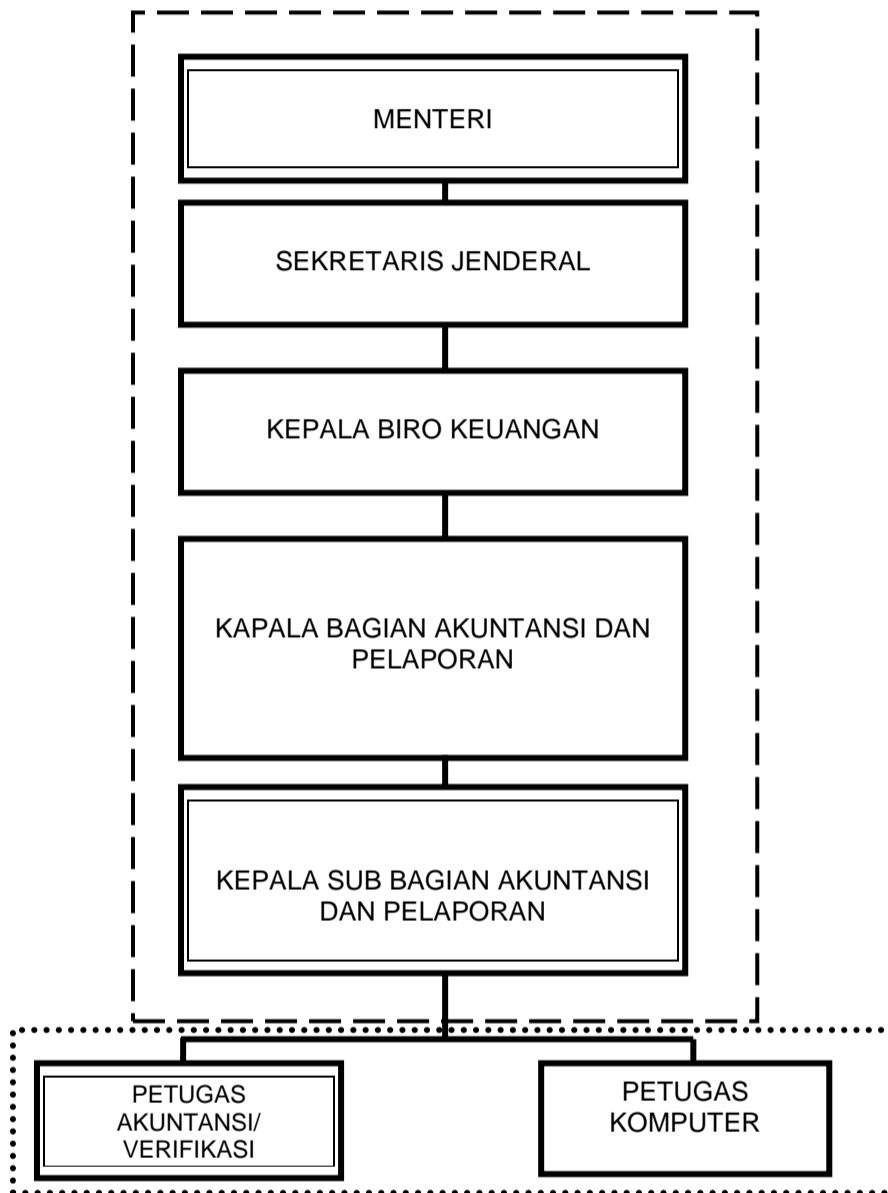 MENTERI
SEKRETARIS JENDERAL
KEPALA BIRO KEUANGAN
KAPALA BAGIAN AKUNTANSI DAN
PELAPORAN
KEPALA SUB BAGIAN AKUNTANSI
DAN PELAPORAN
PETUGAS
AKUNTANSI/
VERIFIKASI
PETUGAS
KOMPUTER